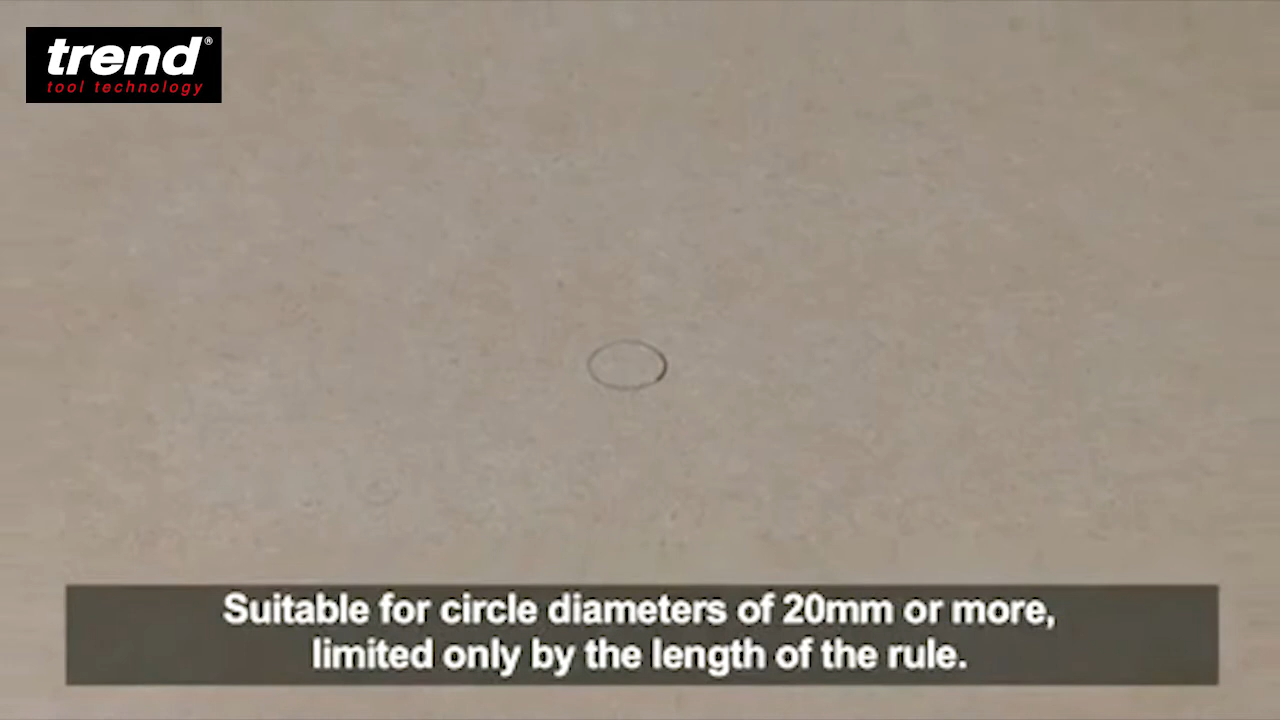 trend®
tool technology
Suitable for circle diameters of 20mm or more,
limited only by the length of the rule.